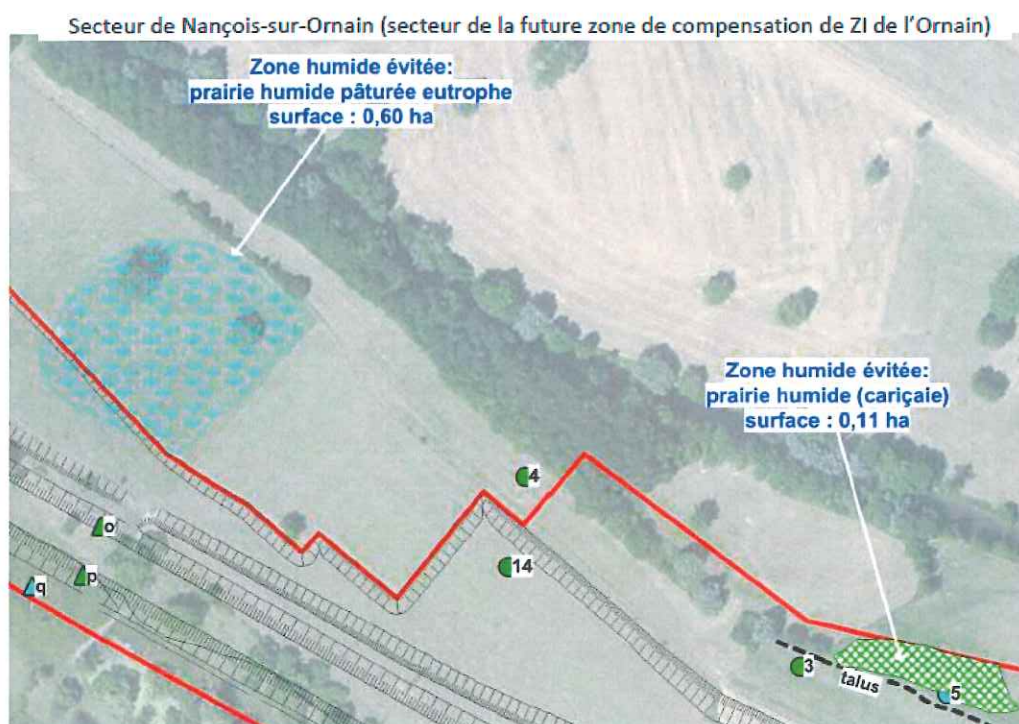 Secteur de Nançois-sur-Ornain (secteur de la future zone de compensation de ZI de l'Ornain)
Zone humide évitée:
prairie humide pâturée eutrophe
surface : 0,60 ha
Zone humide évitée:
prairie humide (cariçaie)
surface : 0,11 ha
4
o
14
p
q
3
talus
5